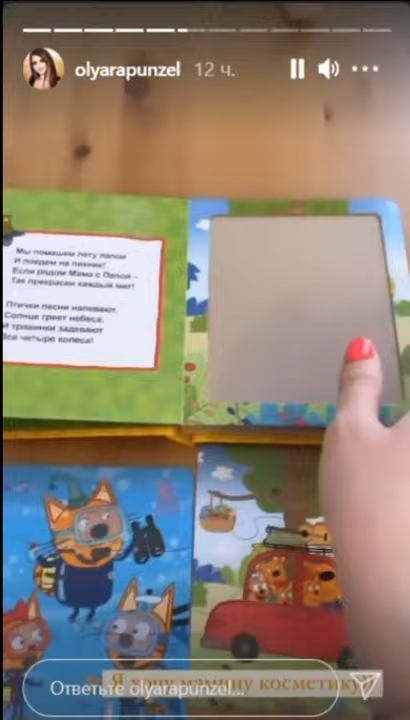 olyarapunzel 12 ч.
Мы помашем лету лапой
И поедем на пикник!
Если рядом Мама с Папой –
Так прекрасен каждый миг!
Птички песни напевают,
Солнце греет небеса.
И травинки задевают
Все четыре колеса!
Я хочу мамину косметику
Ответьте olyarapunzel...